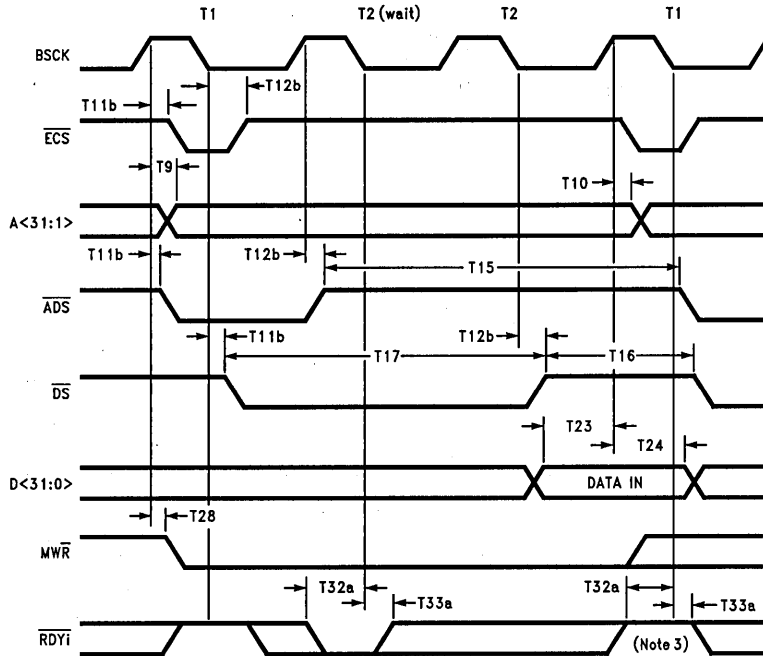 T1 T2 (wait) T2 T1
BSCK
T11b T12b
ECS
T9 T10
A<31:1>
T11b T12b T15
ADS
T11b T17 T12b T16
DS
T23 T24
D<31:0> DATA IN
T28
MWR
T32a T33a T32a T33a
RDYi (Note 3)